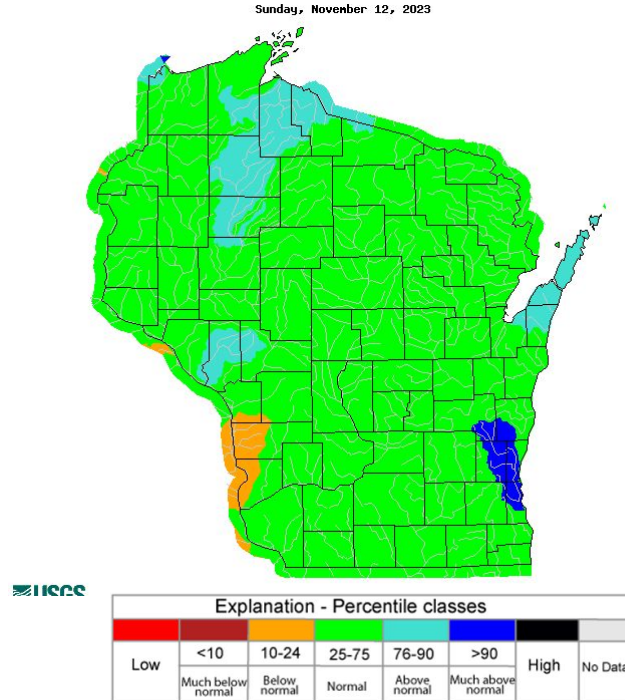 Sunday, November 12, 2023
USGS
Explanation - Percentile classes
Low
<10
10-24
25-75
76-90
>90
High
No Data
Much below
normal
Below
normal
Normal
Above
normal
Much above
normal